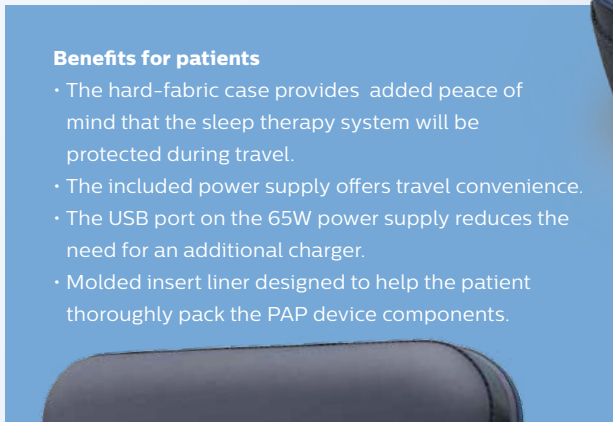 Benefits for patients
· The hard-fabric case provides added peace of
mind that the sleep therapy system will be
protected during travel.
· The included power supply offers travel convenience.
· The USB port on the 65W power supply reduces the
need for an additional charger.
· Molded insert liner designed to help the patient
thoroughly pack the PAP device components.